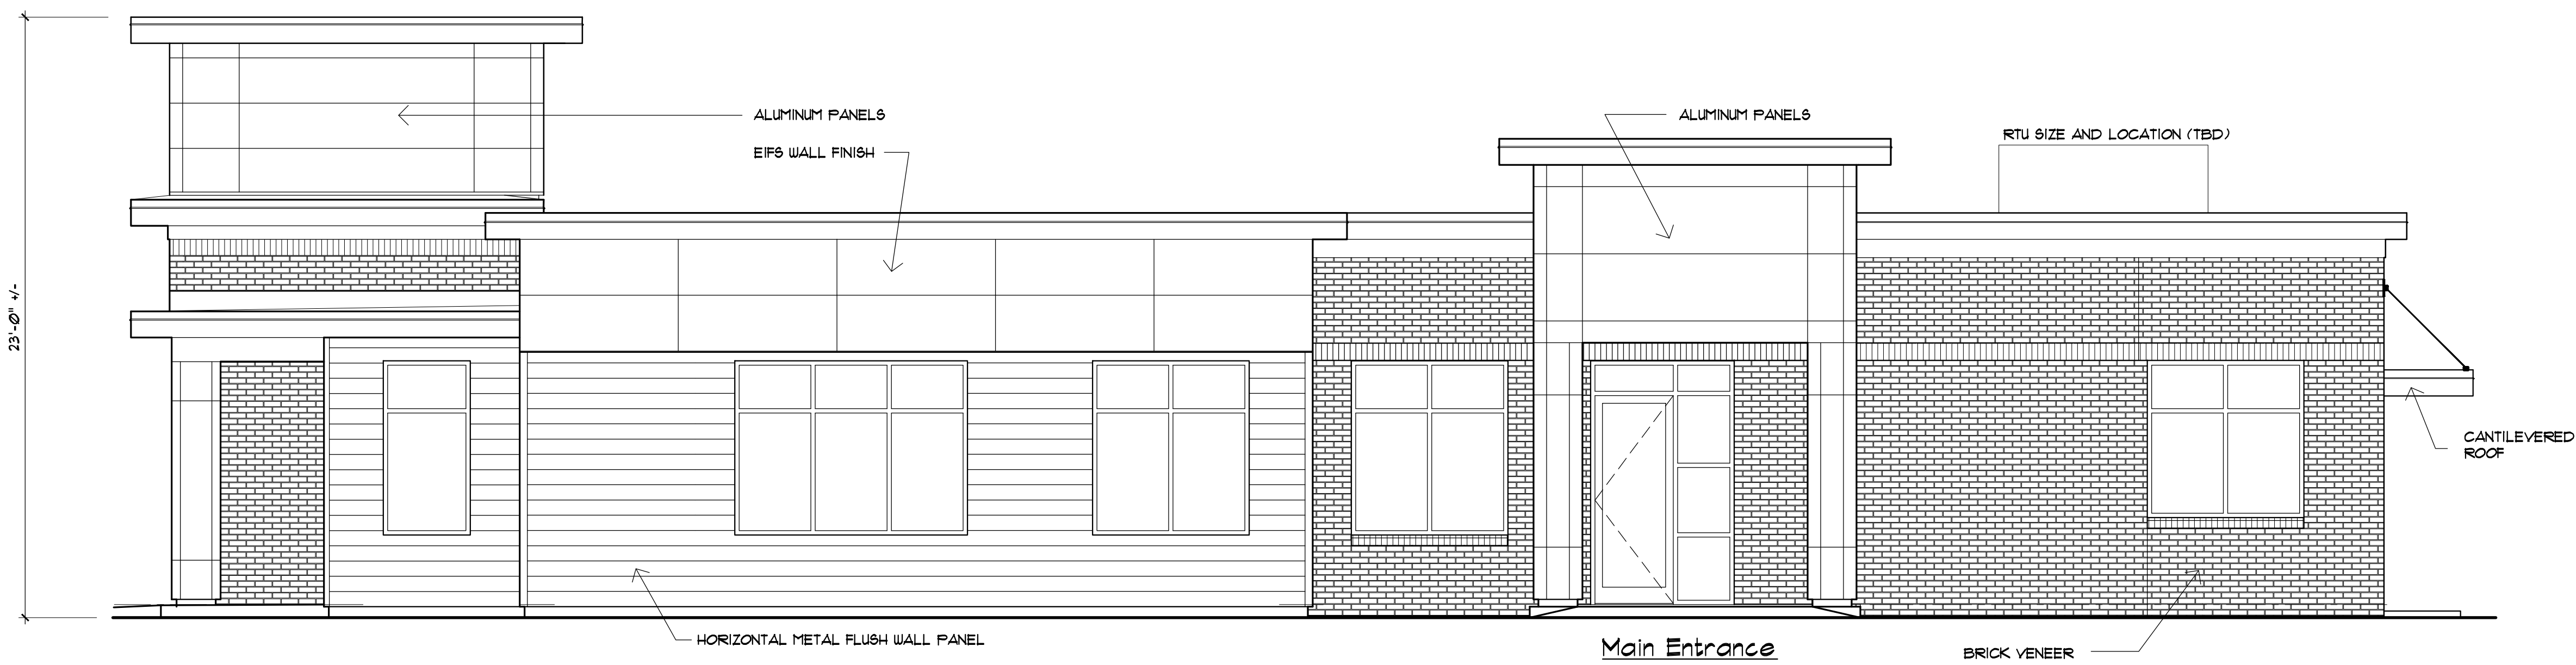 ALUMINUM PANELS
ALUMINUM PANELS
RTU SIZE AND LOCATION (TBD)
EIFS WALL FINISH
23'-0" +/-
CANTILEVERED
ROOF
HORIZONTAL METAL FLUSH WALL PANEL
Main Entrance
BRICK VENEER